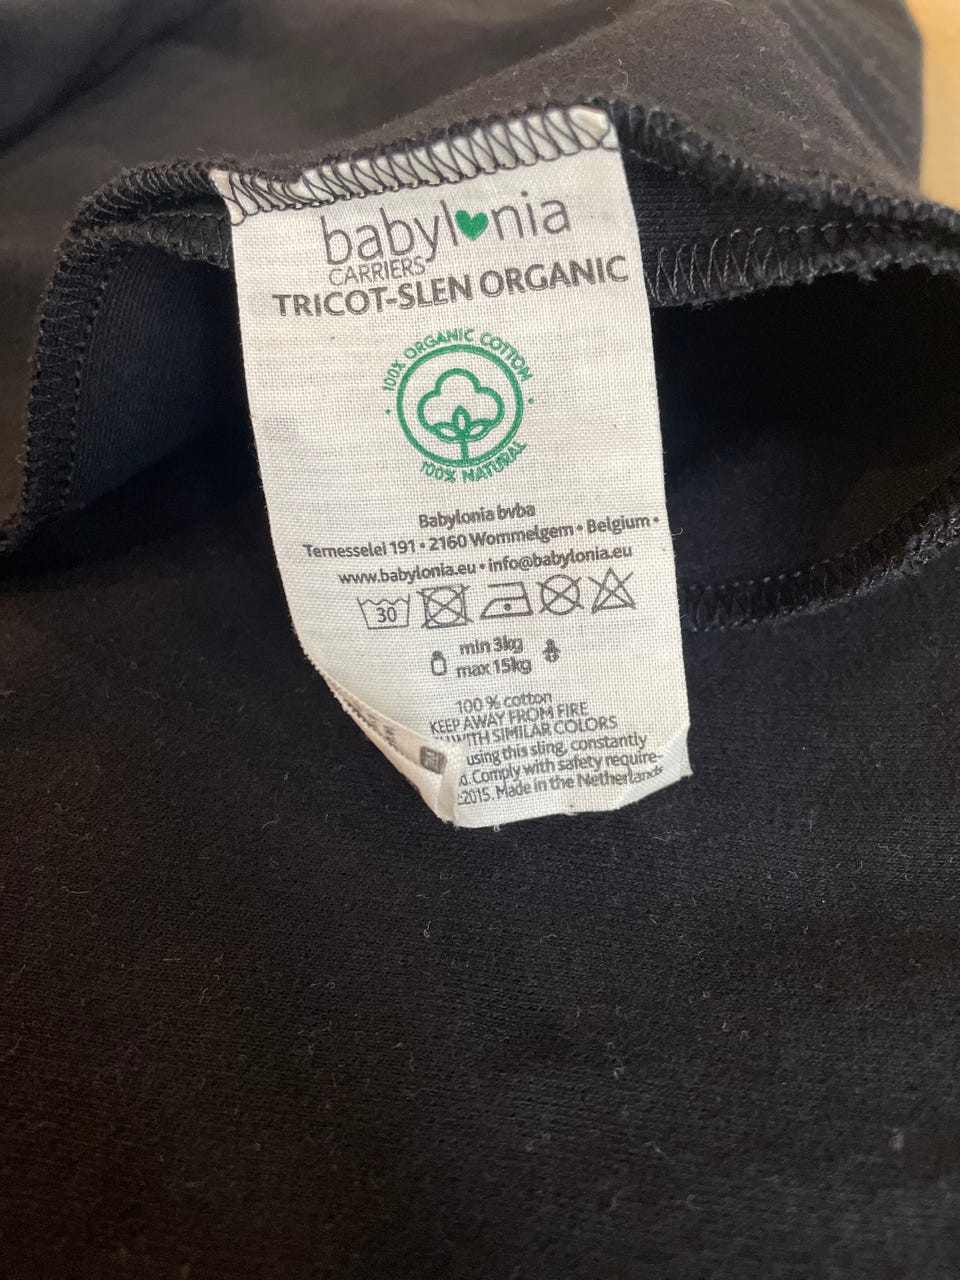 babylonia
CARRIERS
TRICOT-SLEN ORGANIC
100% ORGANIC COTTON
100% NATURAL
Babylonia bvba
Ternesselei 191 • 2160 Wommelgem • Belgium •
www.babylonia.eu • info@babylonia.eu
30
min 3kg
max 15kg
100 % cotton
KEEP AWAY FROM FIRE
WITH SIMILAR COLORS
using this sling, constantly
Comply with safety require-
2015. Made in the Netherlands